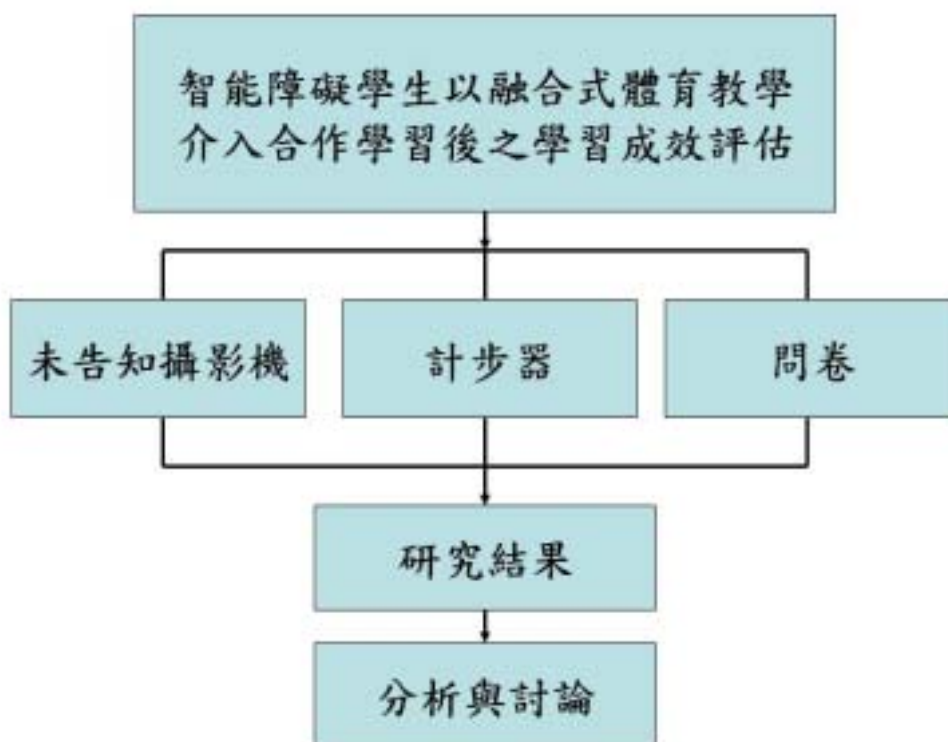 智能障礙學生以融合式體育教學
介入合作學習後之學習成效評估
未告知攝影機
計步器
問卷
研究結果
分析與討論